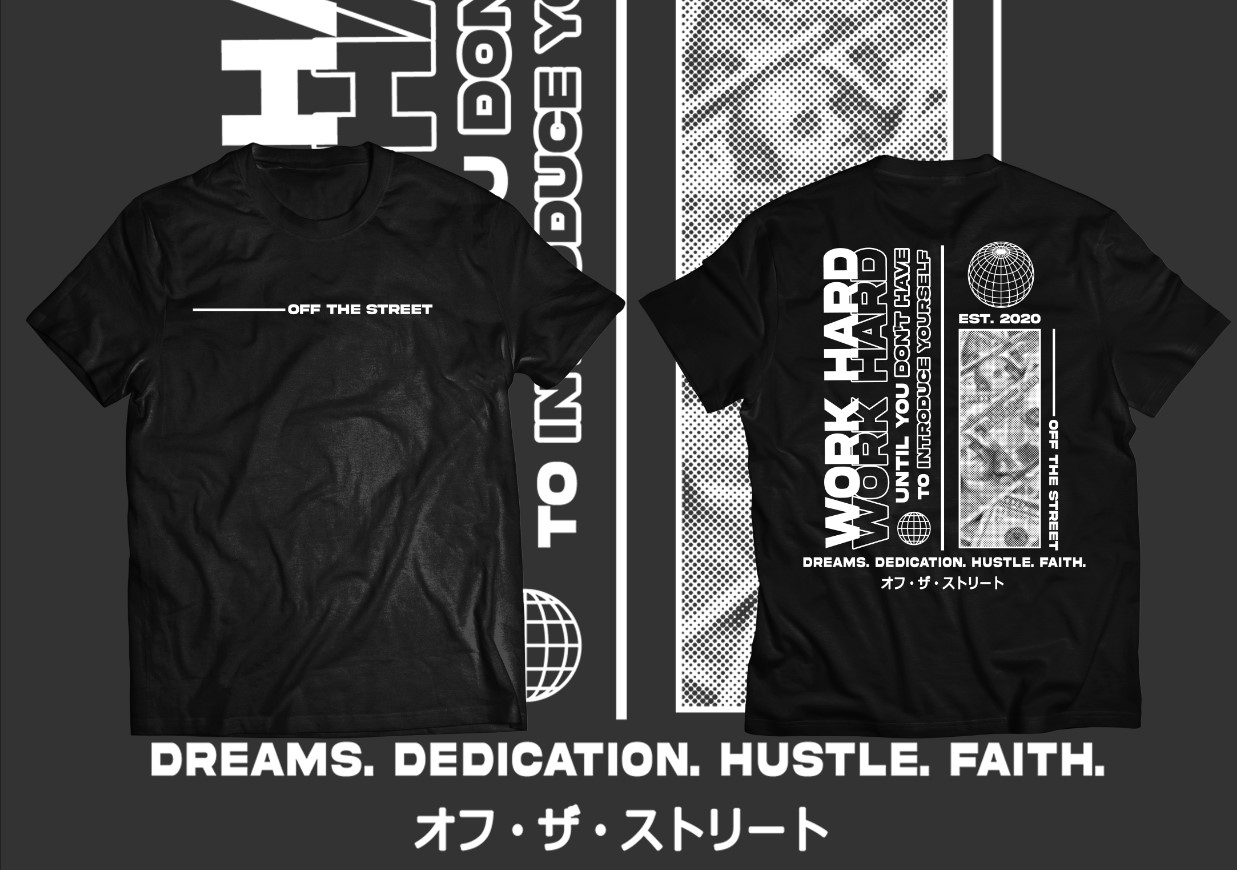 H
H
U DON
TO INTRODUCE YO
OFF THE STREET
WORK HARD
WORK HARD
UNTIL YOU DON'T HAVE
TO INTRODUCE YOURSELF
EST. 2020
OFF THE STREET
DREAMS. DEDICATION. HUSTLE. FAITH.
オフ・ザ・ストリート
DREAMS. DEDICATION. HUSTLE. FAITH.
オフ・ザ・ストリート